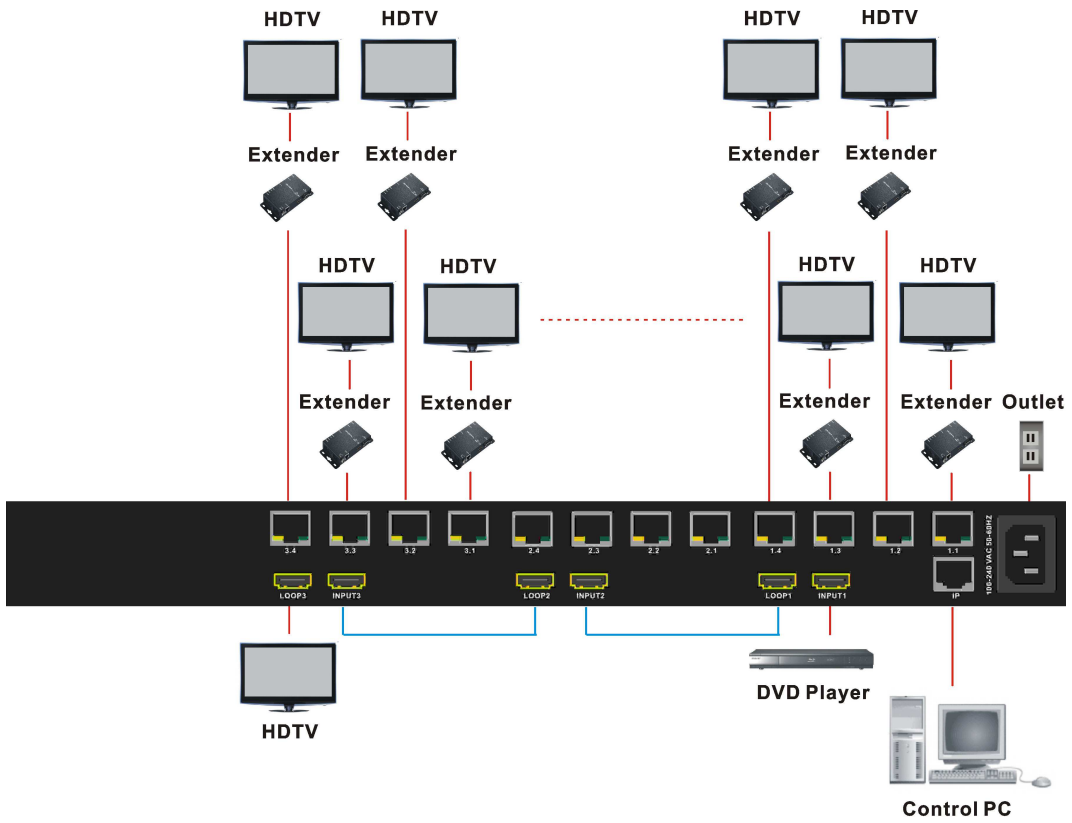 HDTV HDTV HDTV HDTV
Extender Extender Extender Extender
HDTV HDTV HDTV HDTV
Extender Extender Extender Extender Outlet
3.4 3.3 3.2 3.1 2.4 2.3 2.2 2.1 1.4 1.3 1.2 1.1
100-240 VAC 50-60HZ
LOOP3 INPUT3 LOOP2 INPUT2 LOOP1 INPUT1 IP
DVD Player
HDTV
Control PC